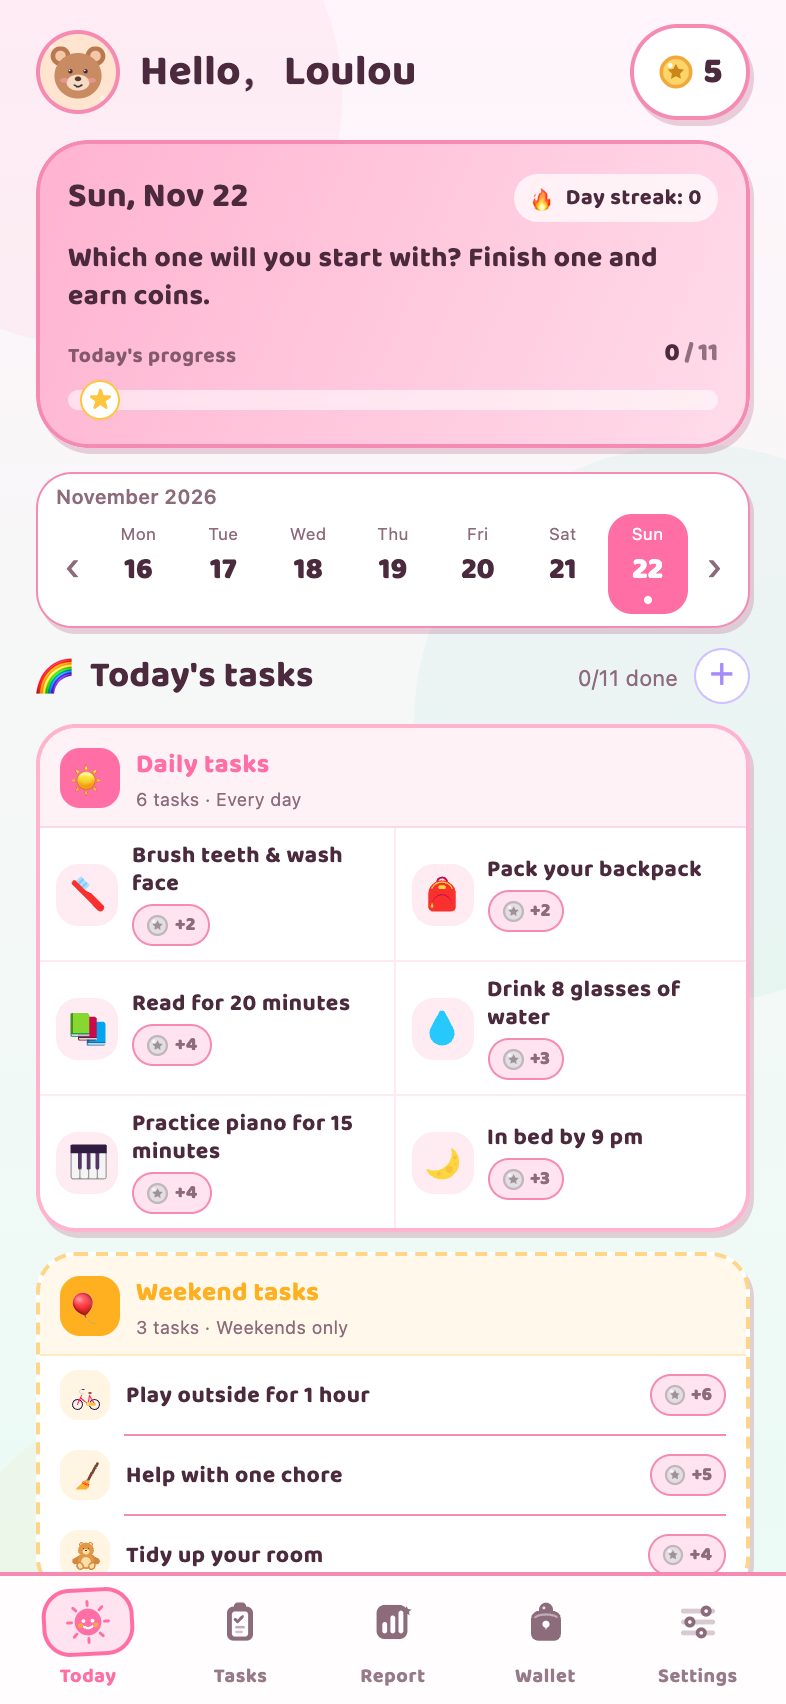 Hello, Loulou
5
Sun, Nov 22
Day streak: 0
Which one will you start with? Finish one and
earn coins.
Today's progress
0 / 11
November 2026
Mon Tue Wed Thu Fri Sat Sun
‹ 16 17 18 19 20 21 22 ›
Today's tasks
0/11 done
+
Daily tasks
6 tasks · Every day
Brush teeth & wash
face
+2
Pack your backpack
+2
Read for 20 minutes
+4
Drink 8 glasses of
water
+3
Practice piano for 15
minutes
+4
In bed by 9 pm
+3
Weekend tasks
3 tasks · Weekends only
Play outside for 1 hour
+6
Help with one chore
+5
Tidy up your room
+4
Today
Tasks
Report
Wallet
Settings